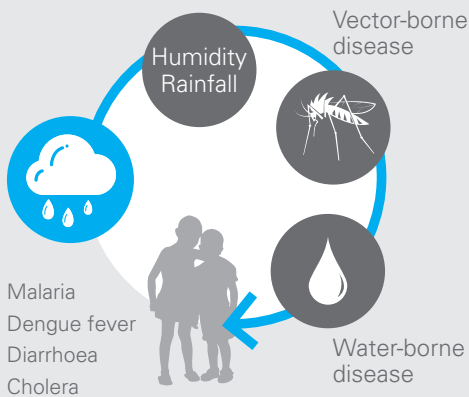 Vector-borne
disease
Humidity
Rainfall
Malaria
Dengue fever
Diarrhoea
Cholera
Water-borne
disease